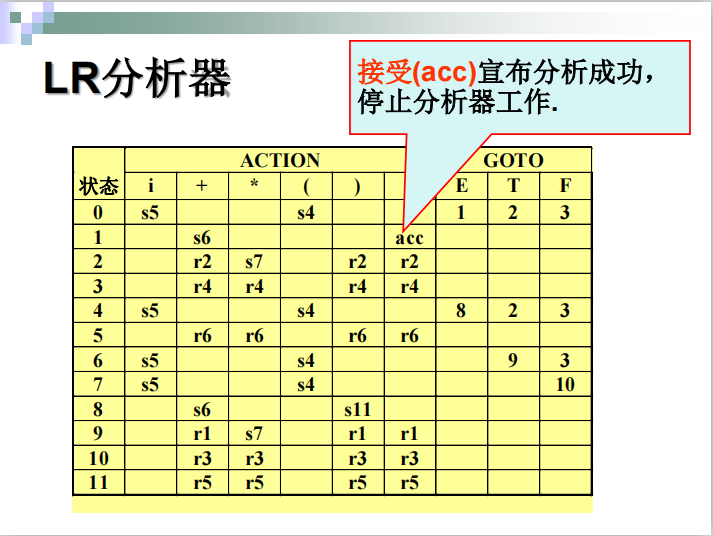 LR分析器
接受(acc)宣布分析成功，
停止分析器工作.
ACTION GOTO
状态 i + * ( ) E T F
0 s5 s4 1 2 3
1 s6 acc
2 r2 s7 r2 r2
3 r4 r4 r4 r4
4 s5 s4 8 2 3
5 r6 r6 r6 r6
6 s5 s4 9 3
7 s5 s4 10
8 s6 s11
9 r1 s7 r1 r1
10 r3 r3 r3 r3
11 r5 r5 r5 r5